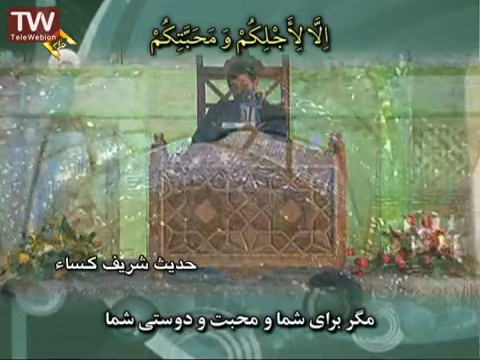 TW
TeleWebion
اِلّا لِأَجْلِكُمْ وَ مَحَبَّتِكُمْ
حدیث شریف کساء
مگر برای شما و محبت و دوستی شما